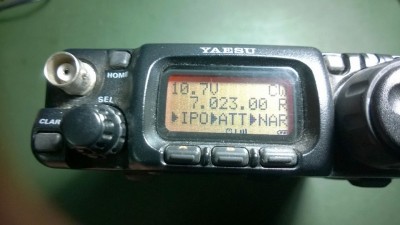 YAESU
HOME
SEL
CLAR
10.7V CW
7.023.00 R
▶IPO▶ATT▶NAR